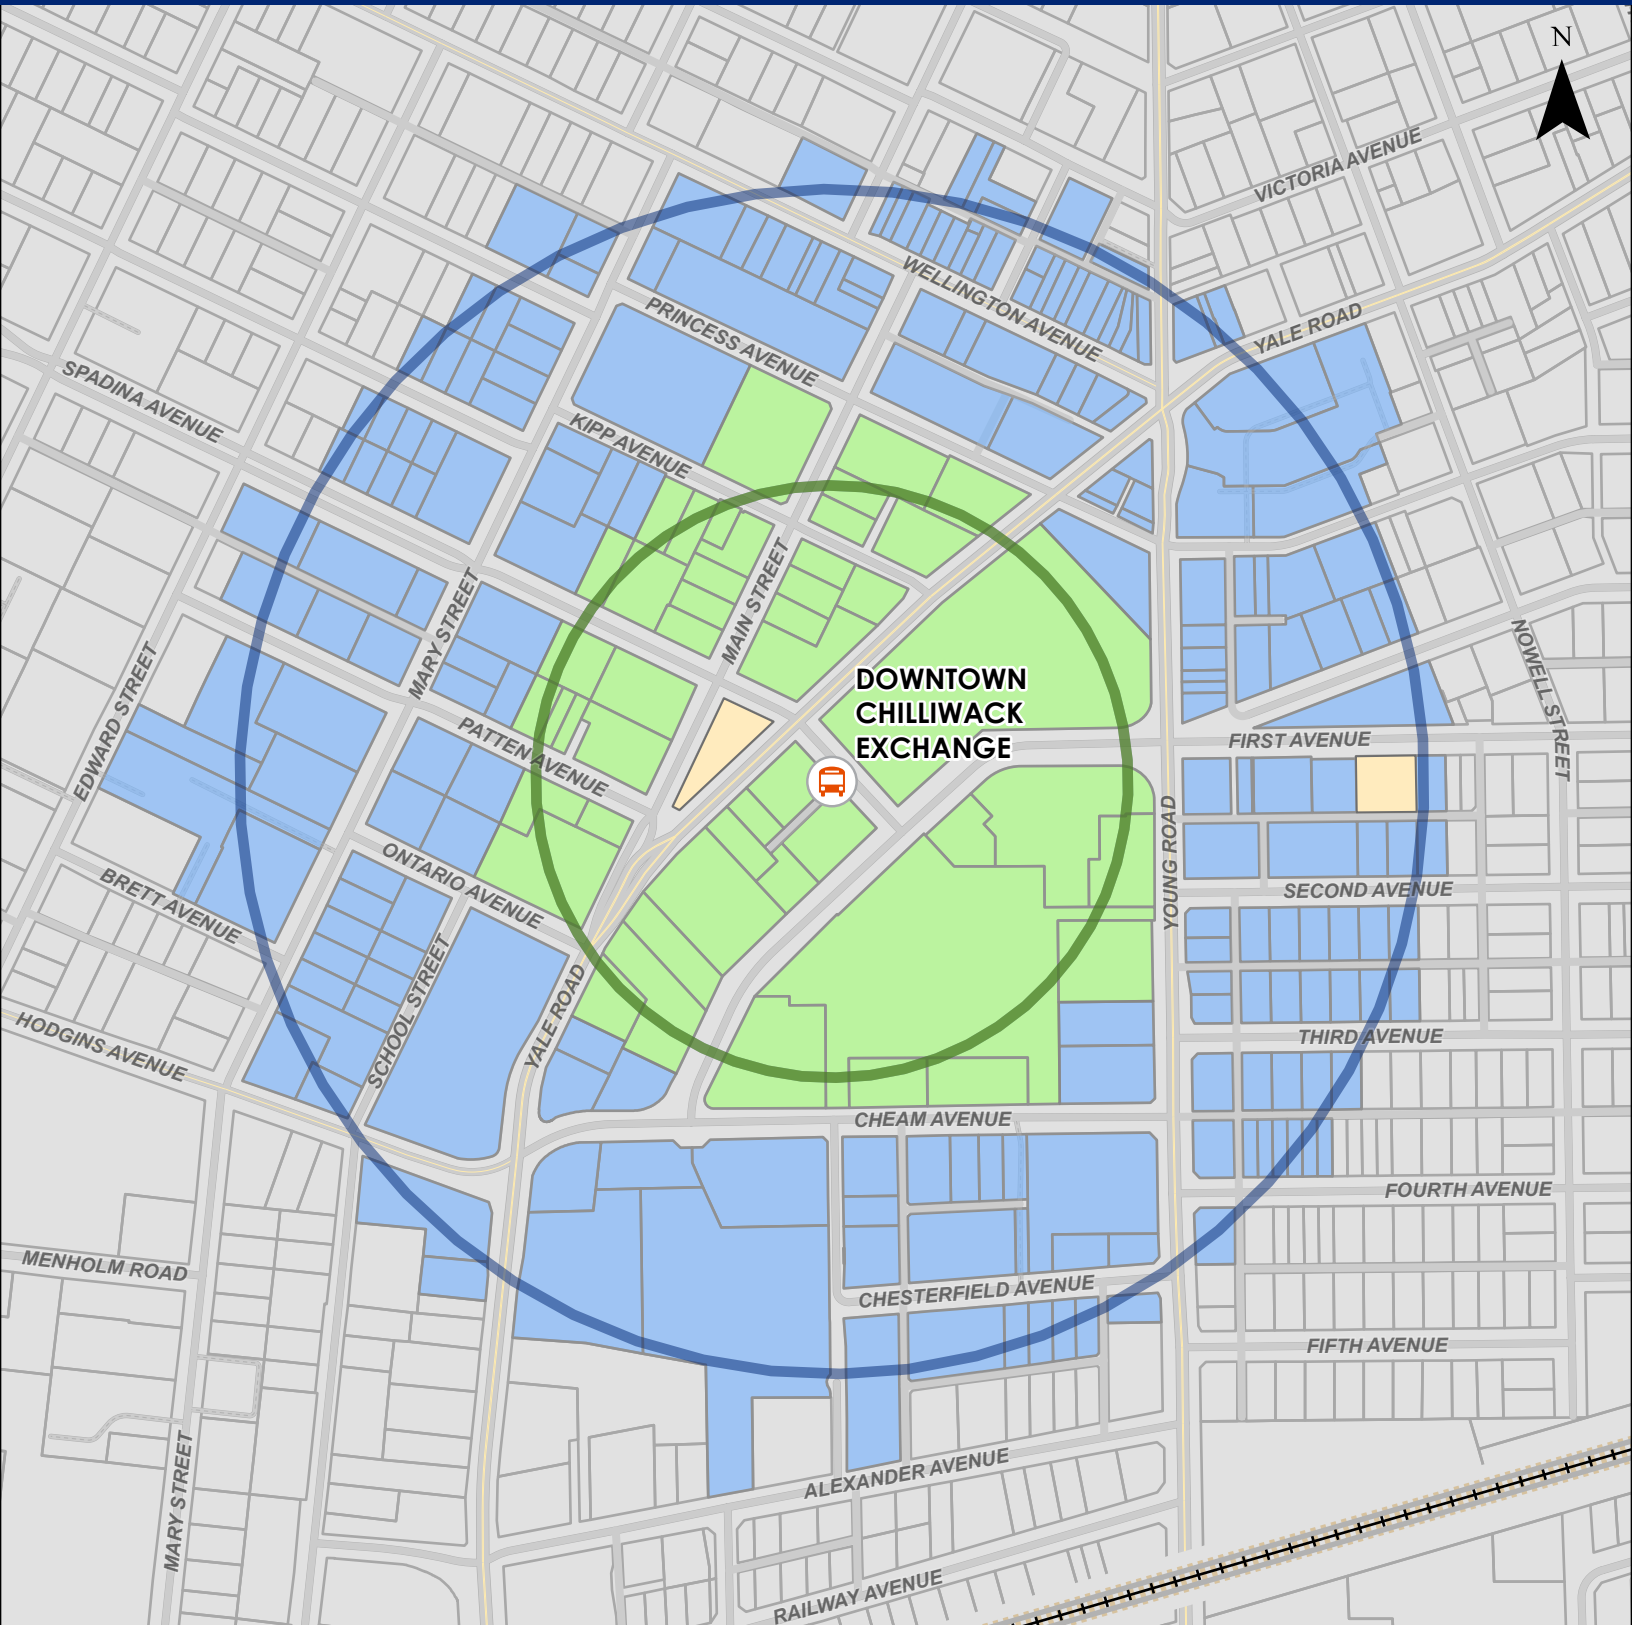 N
VICTORIA AVENUE
WELLINGTON AVENUE
YALE ROAD
PRINCESS AVENUE
SPADINA AVENUE
KIPP AVENUE
MAIN STREET
MARY STREET
NOWELL STREET
EDWARD STREET
DOWNTOWN
CHILLIWACK
EXCHANGE
FIRST AVENUE
PATTEN AVENUE
YOUNG ROAD
ONTARIO AVENUE
BRETT AVENUE
SECOND AVENUE
SCHOOL STREET
YALE ROAD
HODGINS AVENUE
THIRD AVENUE
CHEAM AVENUE
FOURTH AVENUE
MENHOLM ROAD
CHESTERFIELD AVENUE
FIFTH AVENUE
MARY STREET
ALEXANDER AVENUE
RAILWAY AVENUE